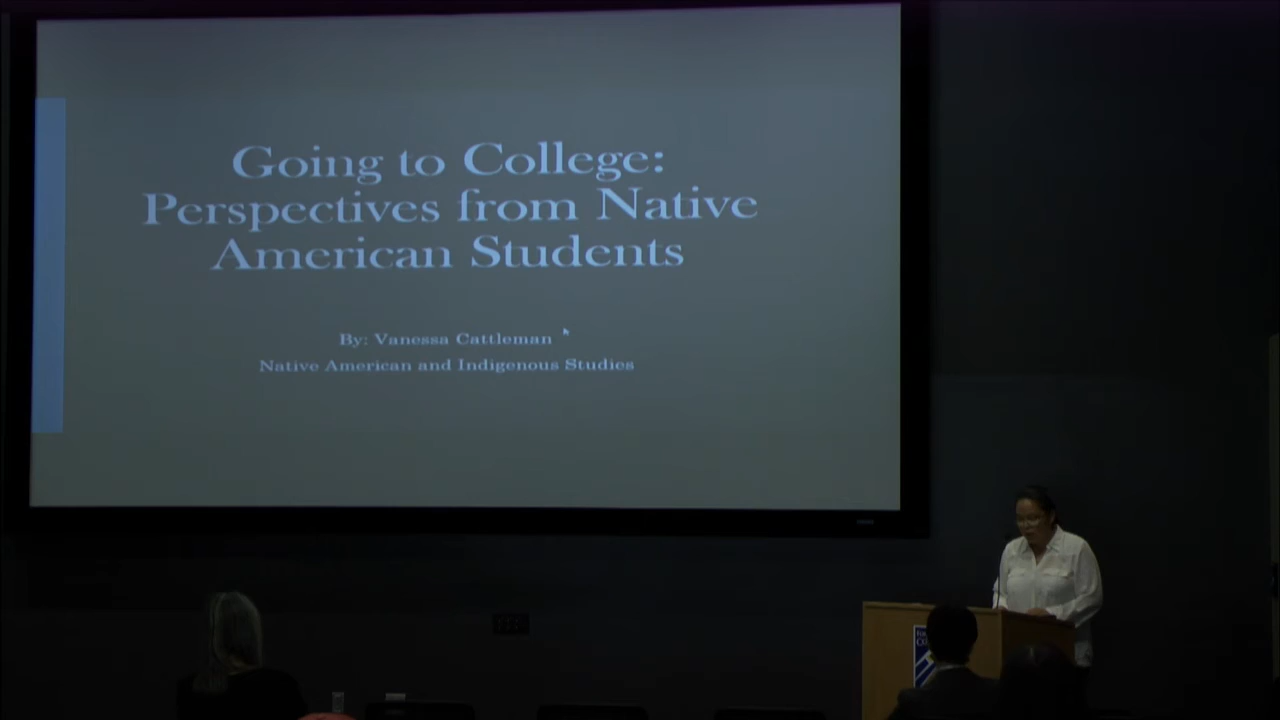 Going to College:
Perspectives from Native
American Students
By: Vanessa Cattleman
Native American and Indigenous Studies